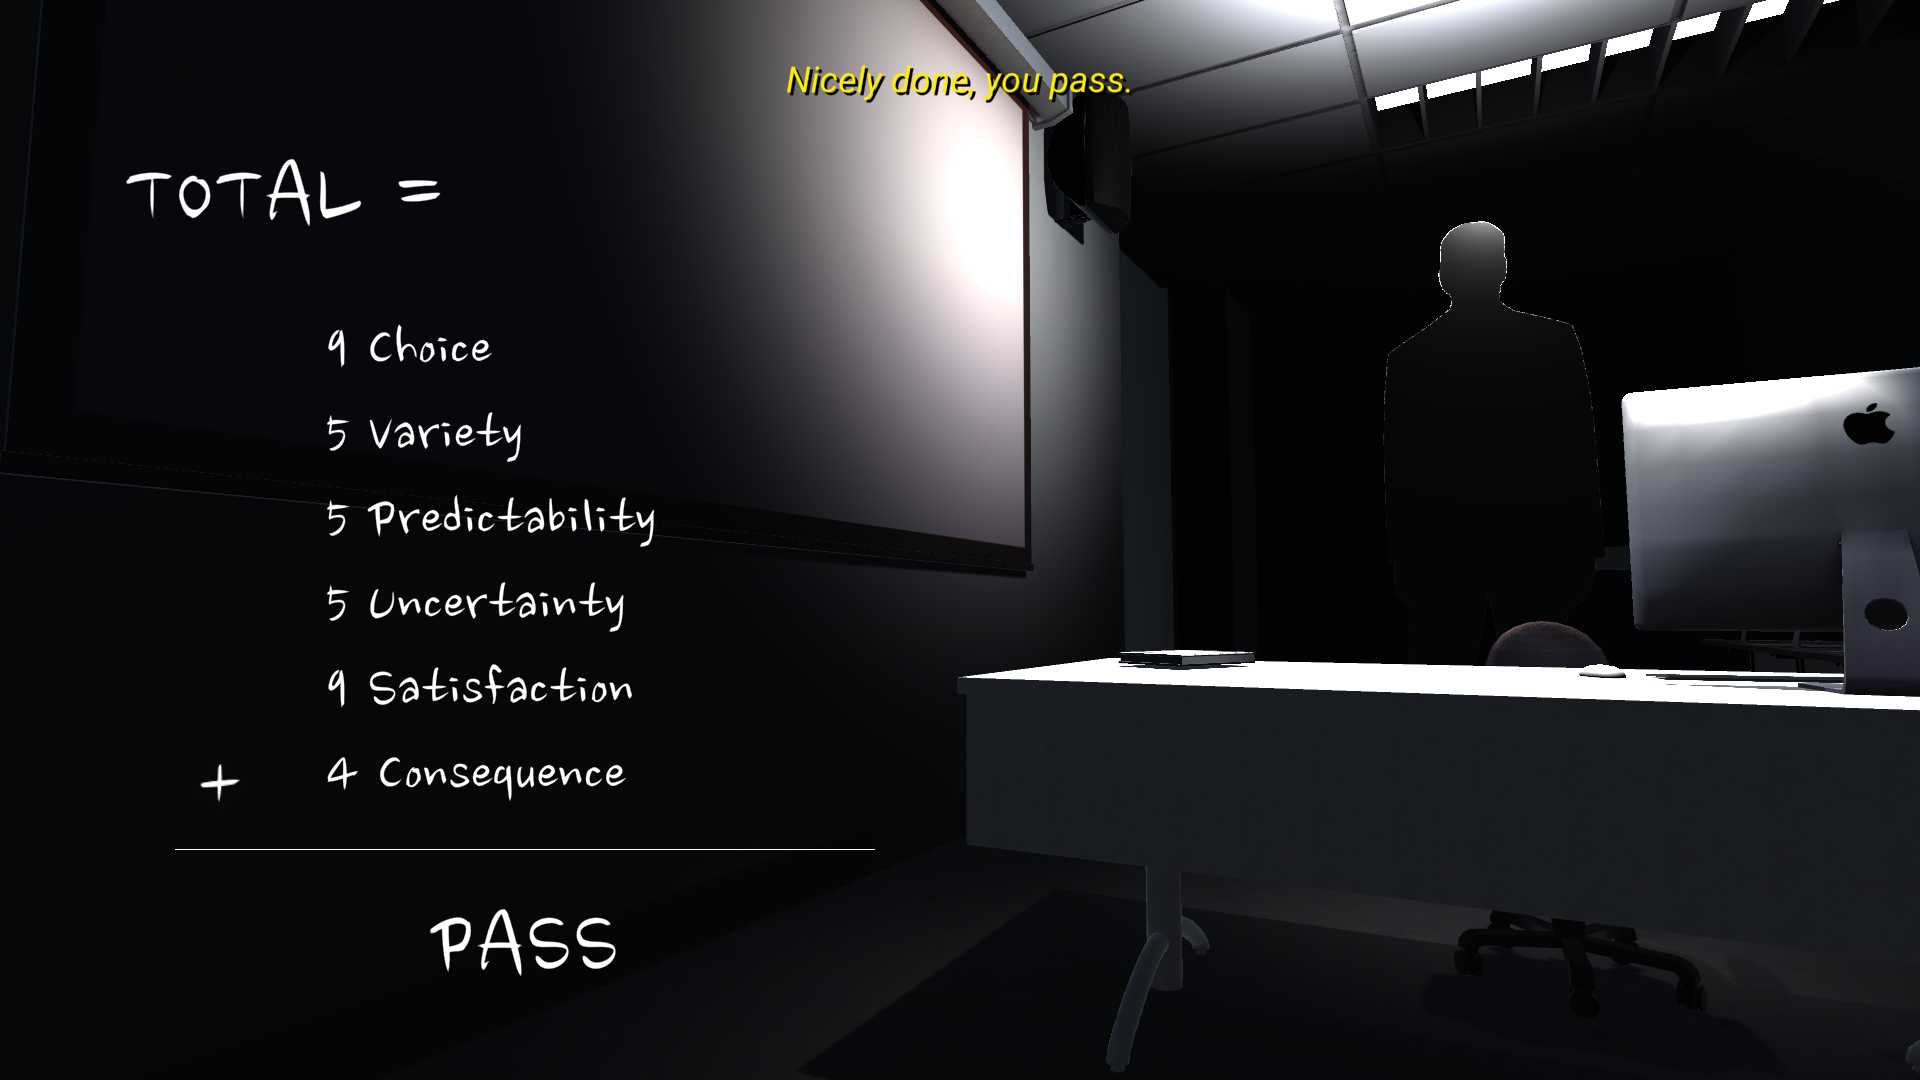 Nicely done, you pass.
TOTAL =
9 Choice
5 Variety
5 Predictability
5 Uncertainty
9 Satisfaction
+ 4 Consequence
PASS